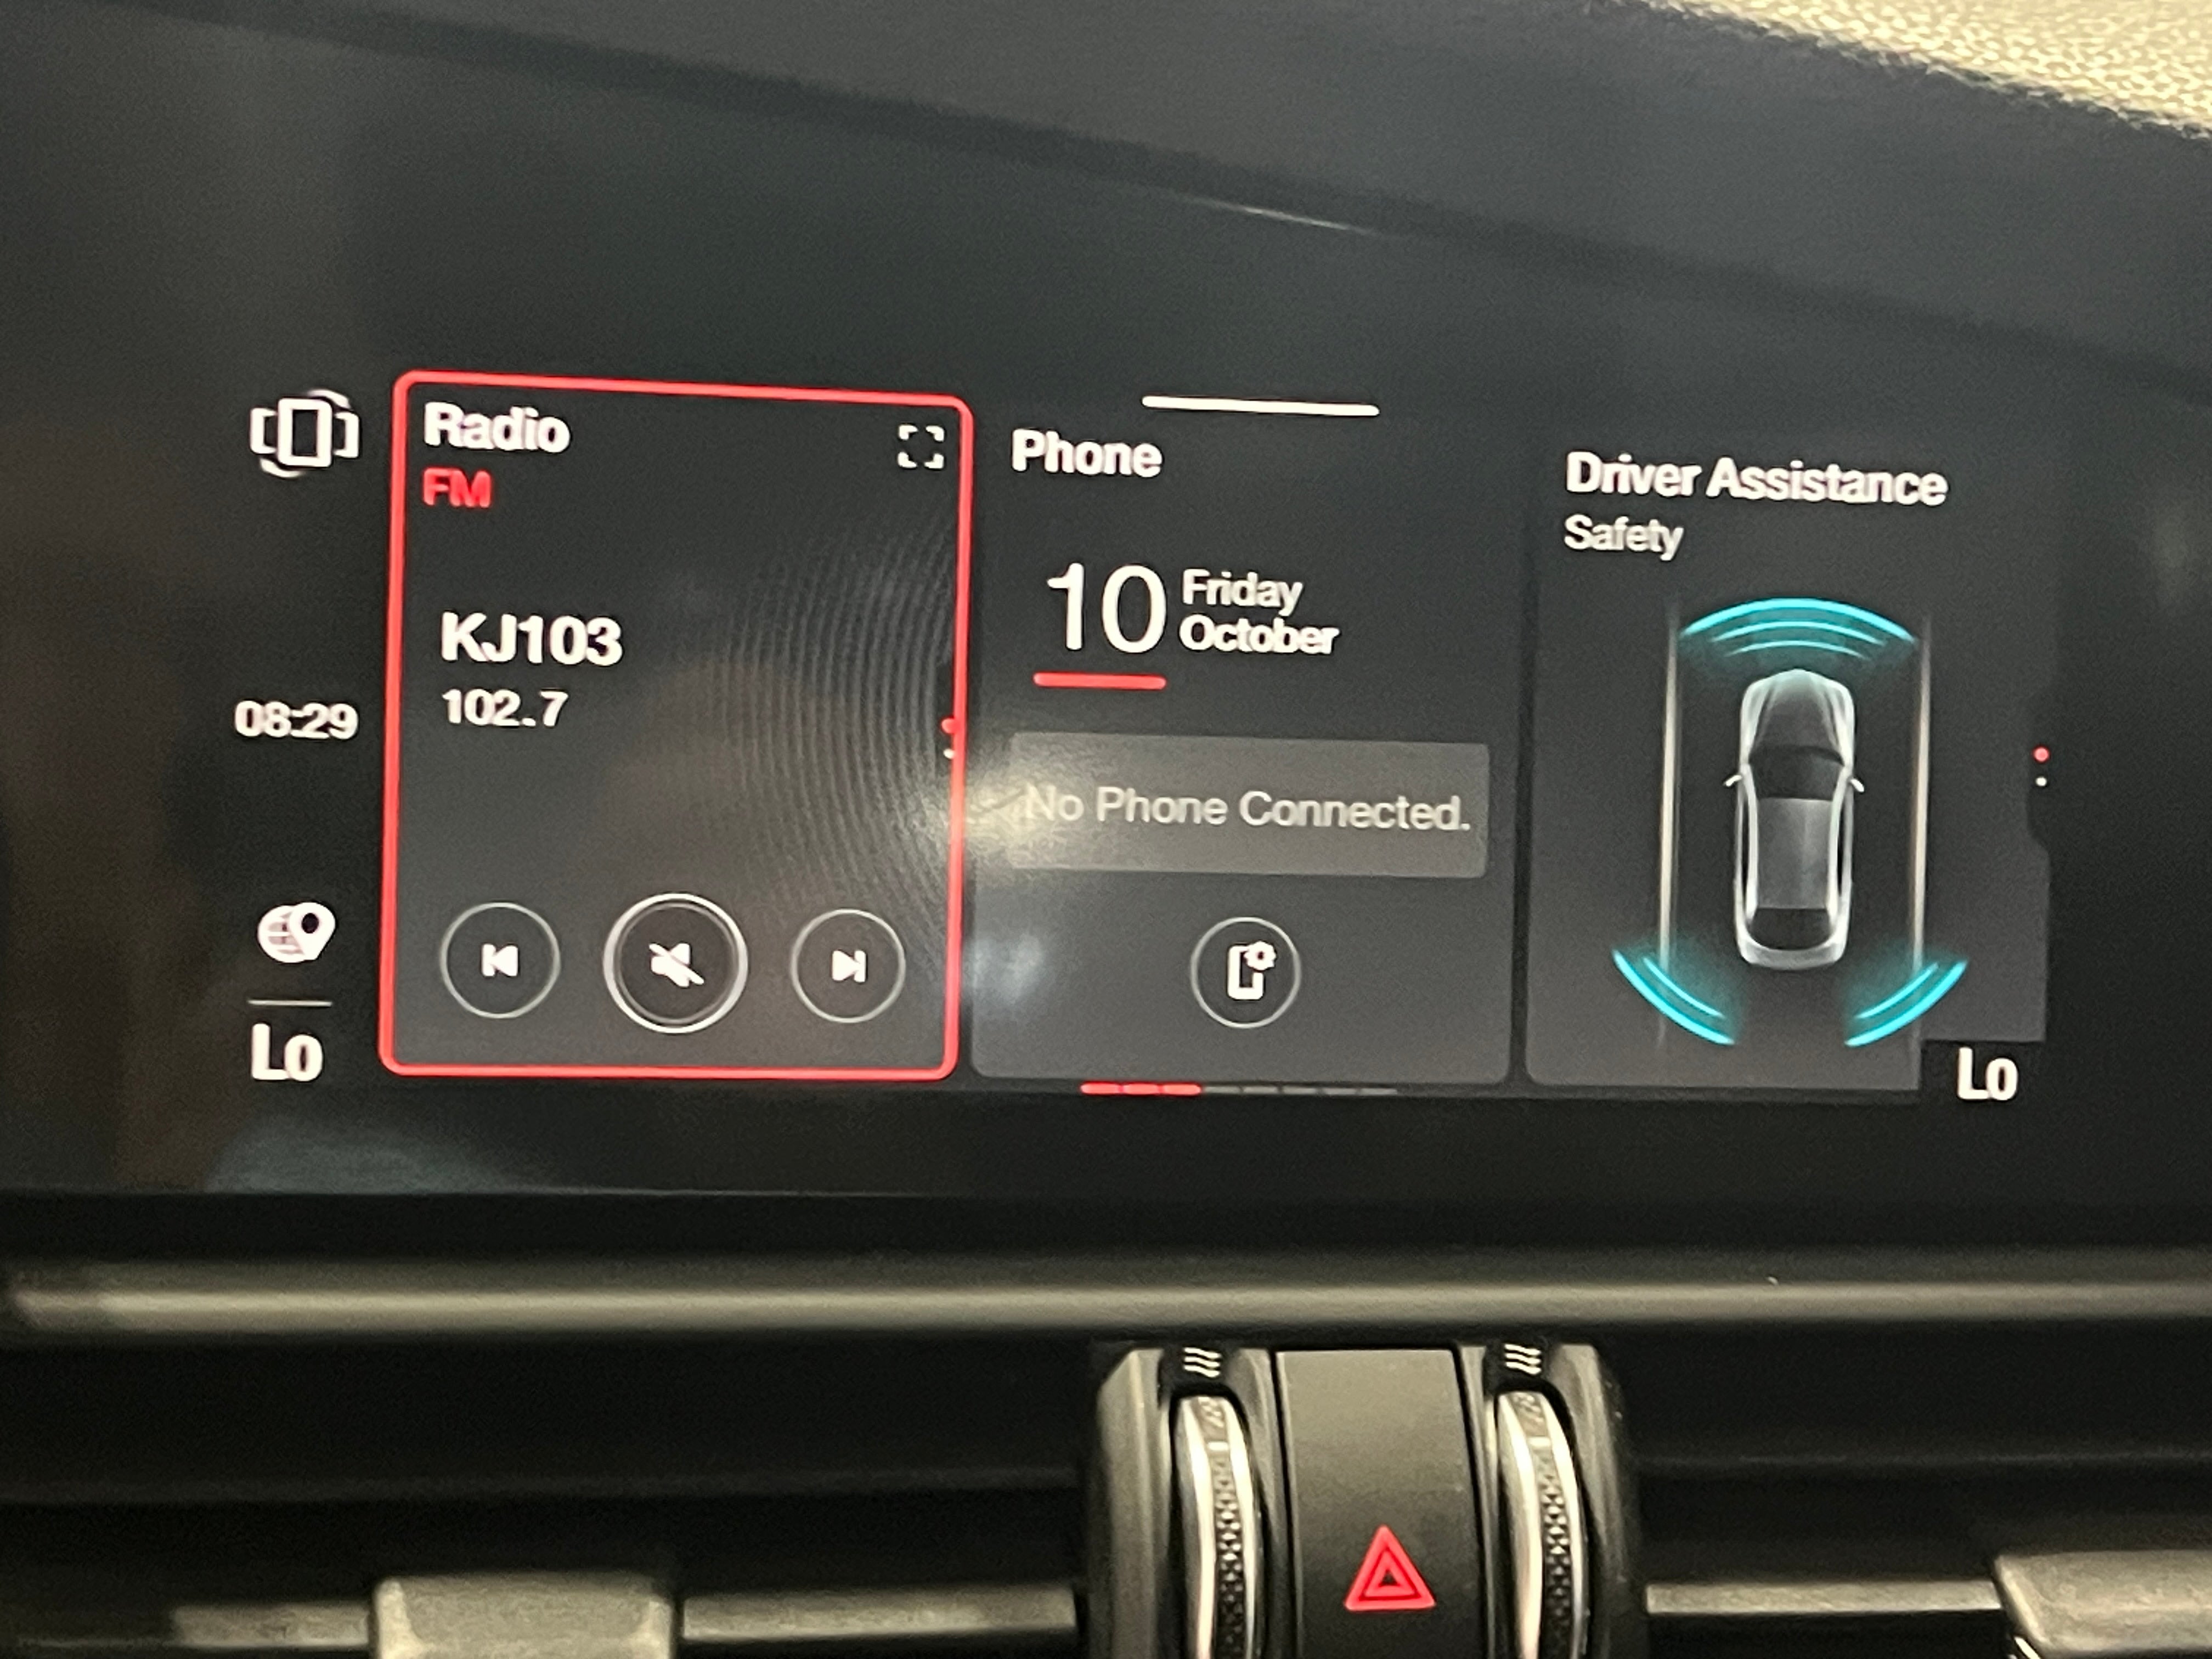 Radio
FM
KJ103
102.7
08:29
Lo
Phone
10
Friday
October
No Phone Connected.
Driver Assistance
Safety
Lo